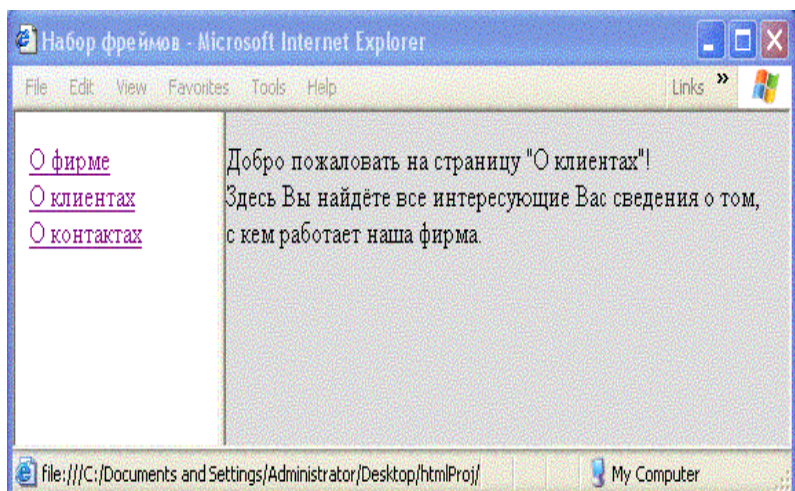 Набор фреймов - Microsoft Internet Explorer
File Edit View Favorites Tools Help Links »
О фирме
О клиентах
О контактах
Добро пожаловать на страницу "О клиентах"!
Здесь Вы найдёте все интересующие Вас сведения о том,
с кем работает наша фирма.
file:///C:/Documents and Settings/Administrator/Desktop/htmlProj/ My Computer